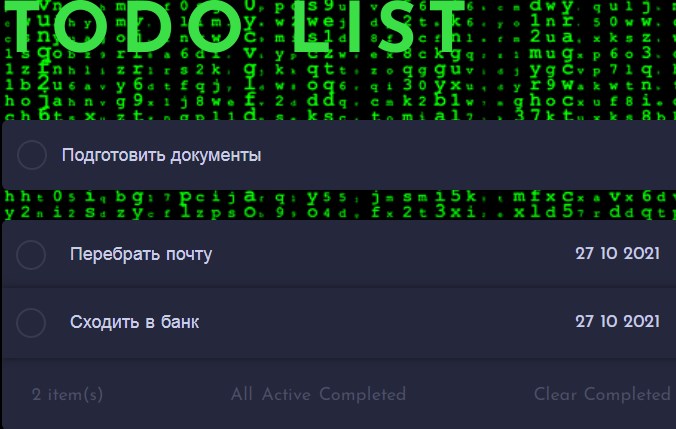 TODO LIST
Подготовить документы
Перебрать почту 27 10 2021
Сходить в банк 27 10 2021
2 item(s) All Active Completed Clear Completed